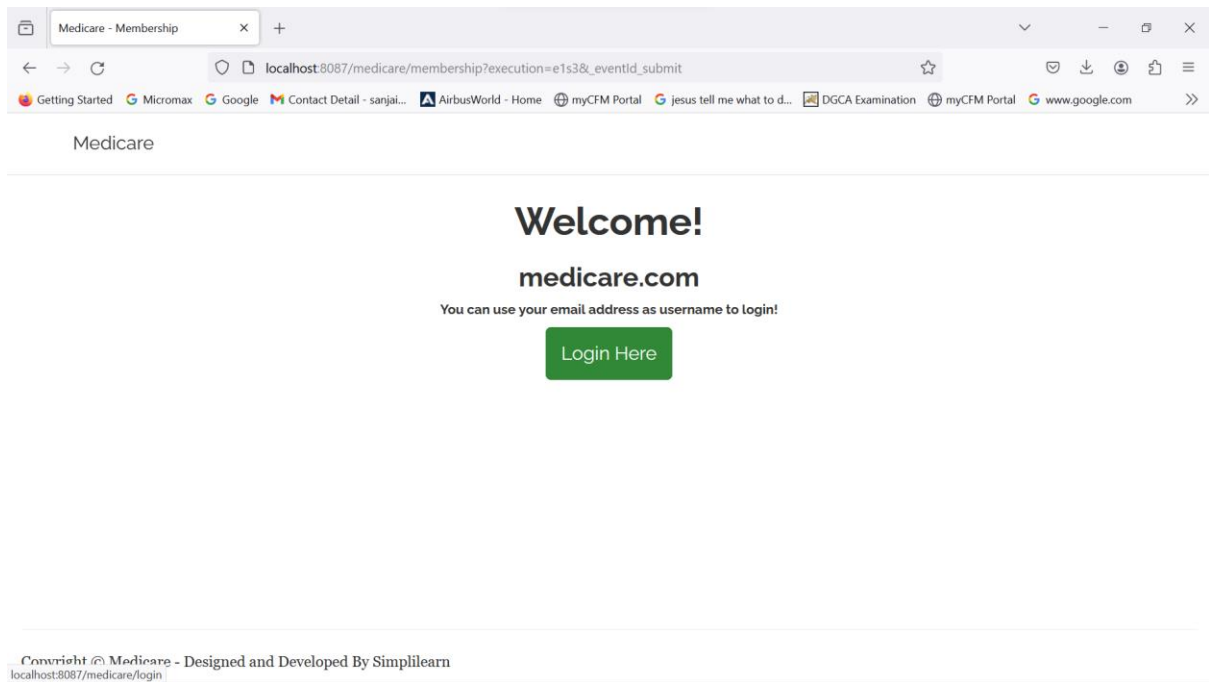 Medicare - Membership
localhost:8087/medicare/membership?execution=e1s3&_eventId_submit
Getting Started Micromax Google Contact Detail - sanjai... AirbusWorld - Home myCFM Portal jesus tell me what to d... DGCA Examination myCFM Portal www.google.com
Medicare
Welcome!
medicare.com
You can use your email address as username to login!
Login Here
Copyright © Medicare - Designed and Developed By Simplilearn
localhost:8087/medicare/login